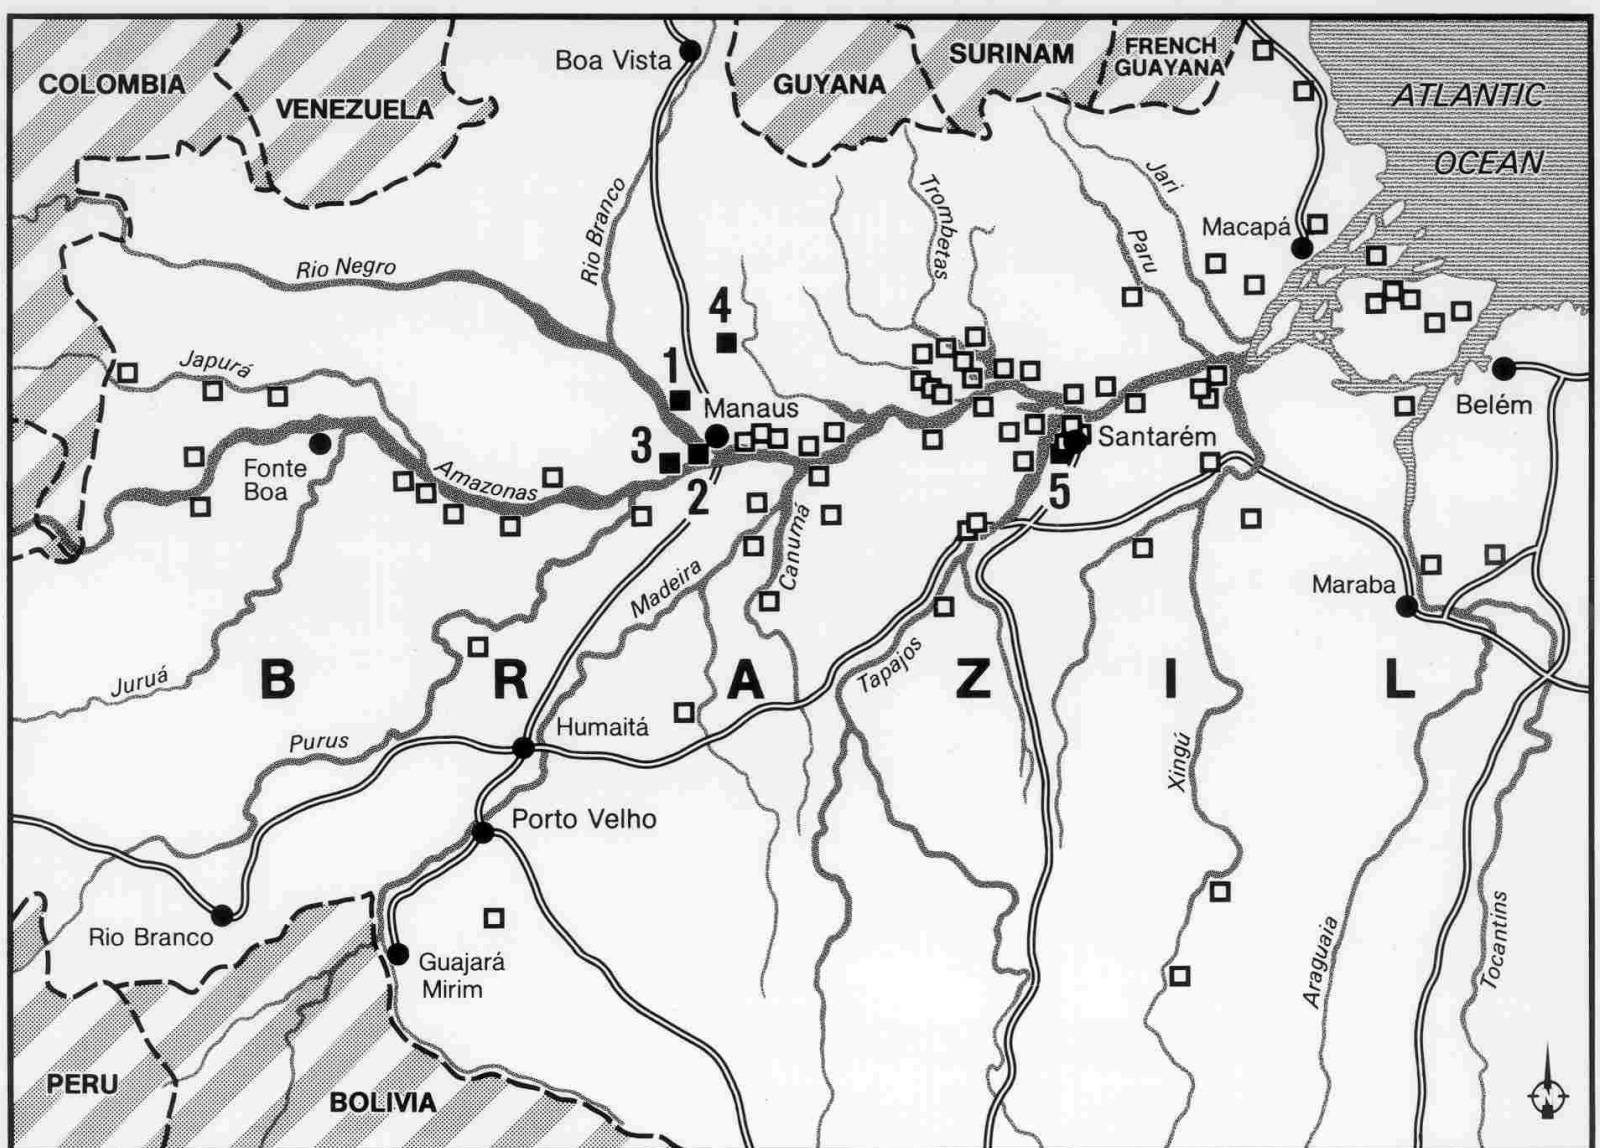 Boa Vista
COLOMBIA
VENEZUELA
GUYANA
SURINAM
FRENCH
GUAYANA
ATLANTIC
OCEAN
Rio Negro
Rio Branco
Trombetas
Jari
Paru
Macapá
4
Japurá
1
Manaus
Belém
3
2
Fonte
Boa
Amazonas
Santarém
5
Canumá
Madeira
Maraba
Juruá
B R A Z I L
Tapajos
Purus
Humaitá
Xingú
Porto Velho
Rio Branco
Guajará
Mirim
Araguaia
Tocantins
PERU
BOLIVIA
N